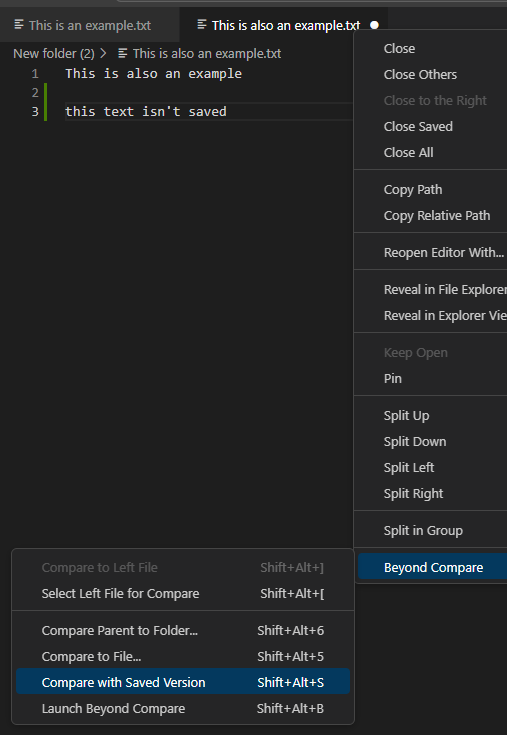 This is an example.txt
This is also an example.txt
New folder (2) > This is also an example.txt
1 This is also an example
2
3 this text isn't saved
Close
Close Others
Close to the Right
Close Saved
Close All
Copy Path
Copy Relative Path
Reopen Editor With...
Reveal in File Explorer
Reveal in Explorer Vie
Keep Open
Pin
Split Up
Split Down
Split Left
Split Right
Split in Group
Beyond Compare
Compare to Left File Shift+Alt+]
Select Left File for Compare Shift+Alt+[
Compare Parent to Folder... Shift+Alt+6
Compare to File... Shift+Alt+5
Compare with Saved Version Shift+Alt+S
Launch Beyond Compare Shift+Alt+B